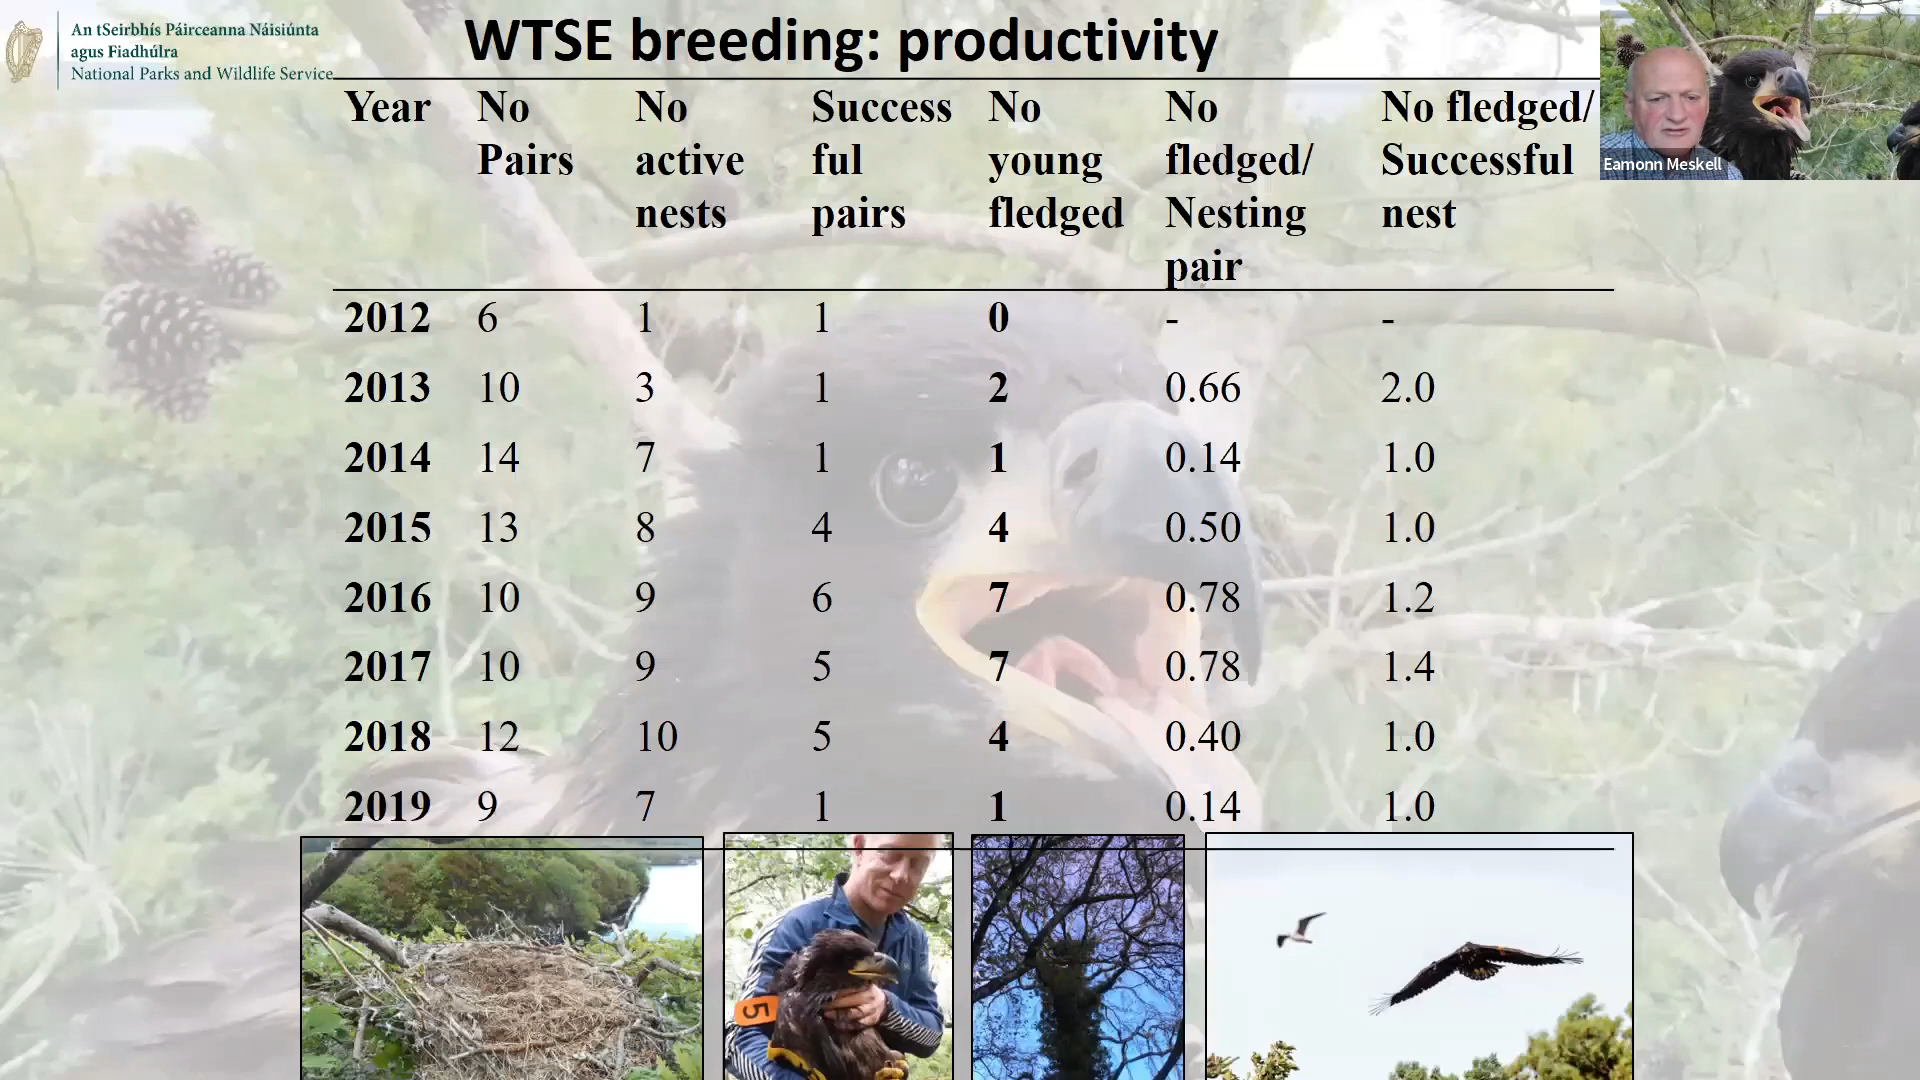 An tSeirbhís Páirceanna Náisiúnta
agus Fiadhúlra
National Parks and Wildlife Service
WTSE breeding: productivity
Eamonn Meskell
Year No Pairs No active nests Success ful pairs No young fledged No fledged/ Nesting pair No fledged/ Successful nest
2012 6 1 1 0 - -
2013 10 3 1 2 0.66 2.0
2014 14 7 1 1 0.14 1.0
2015 13 8 4 4 0.50 1.0
2016 10 9 6 7 0.78 1.2
2017 10 9 5 7 0.78 1.4
2018 12 10 5 4 0.40 1.0
2019 9 7 1 1 0.14 1.0
5